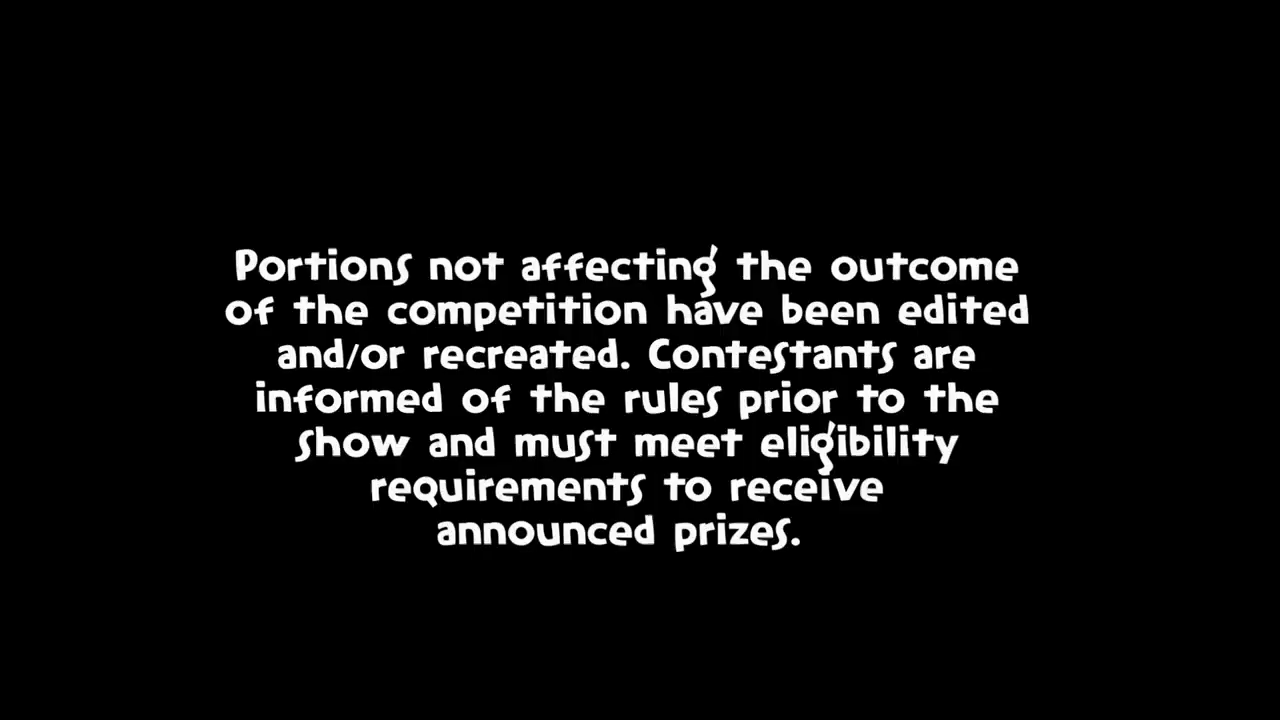 Portions not affecting the outcome
of the competition have been edited
and/or recreated. Contestants are
informed of the rules prior to the
show and must meet eligibility
requirements to receive
announced prizes.